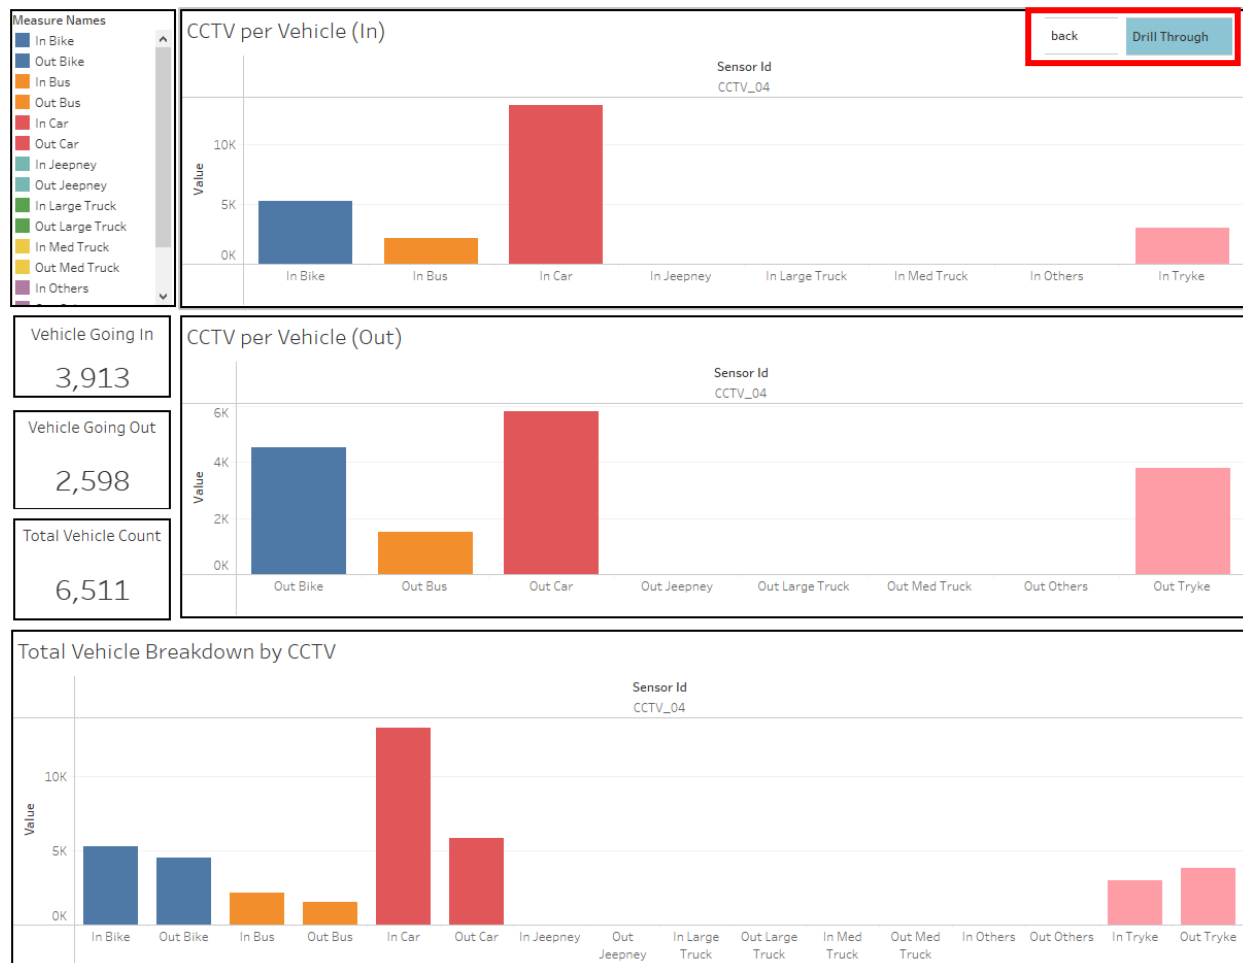 Measure Names
In Bike
Out Bike
In Bus
Out Bus
In Car
Out Car
In Jeepney
Out Jeepney
In Large Truck
Out Large Truck
In Med Truck
Out Med Truck
In Others
CCTV per Vehicle (In)
back
Drill Through
Sensor Id
CCTV_04
Value
10K
5K
0K
In Bike In Bus In Car In Jeepney In Large Truck In Med Truck In Others In Tryke
Vehicle Going In
3,913
Vehicle Going Out
2,598
Total Vehicle Count
6,511
CCTV per Vehicle (Out)
Sensor Id
CCTV_04
Value
6K
4K
2K
0K
Out Bike Out Bus Out Car Out Jeepney Out Large Truck Out Med Truck Out Others Out Tryke
Total Vehicle Breakdown by CCTV
Sensor Id
CCTV_04
Value
10K
5K
0K
In Bike Out Bike In Bus Out Bus In Car Out Car In Jeepney Out In Large Out Large In Med Out Med In Others Out Others In Tryke Out Tryke
Jeepney Truck Truck Truck Truck